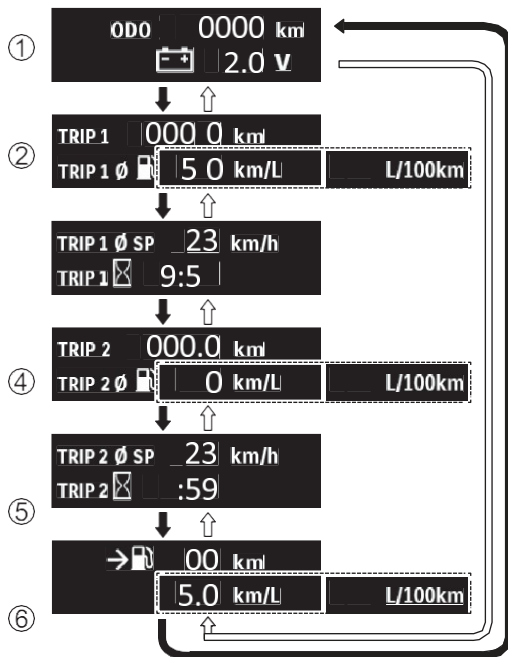 ① ODO 0000 km
2.0 V
TRIP 1 000 0 km
② TRIP 1 Ø 5 0 km/L L/100km
TRIP 1 Ø SP 23 km/h
TRIP 1 9:5
TRIP 2 000.0 km
④ TRIP 2 Ø 0 km/L L/100km
TRIP 2 Ø SP 23 km/h
⑤ TRIP 2 :59
00 km
⑥ 5.0 km/L L/100km